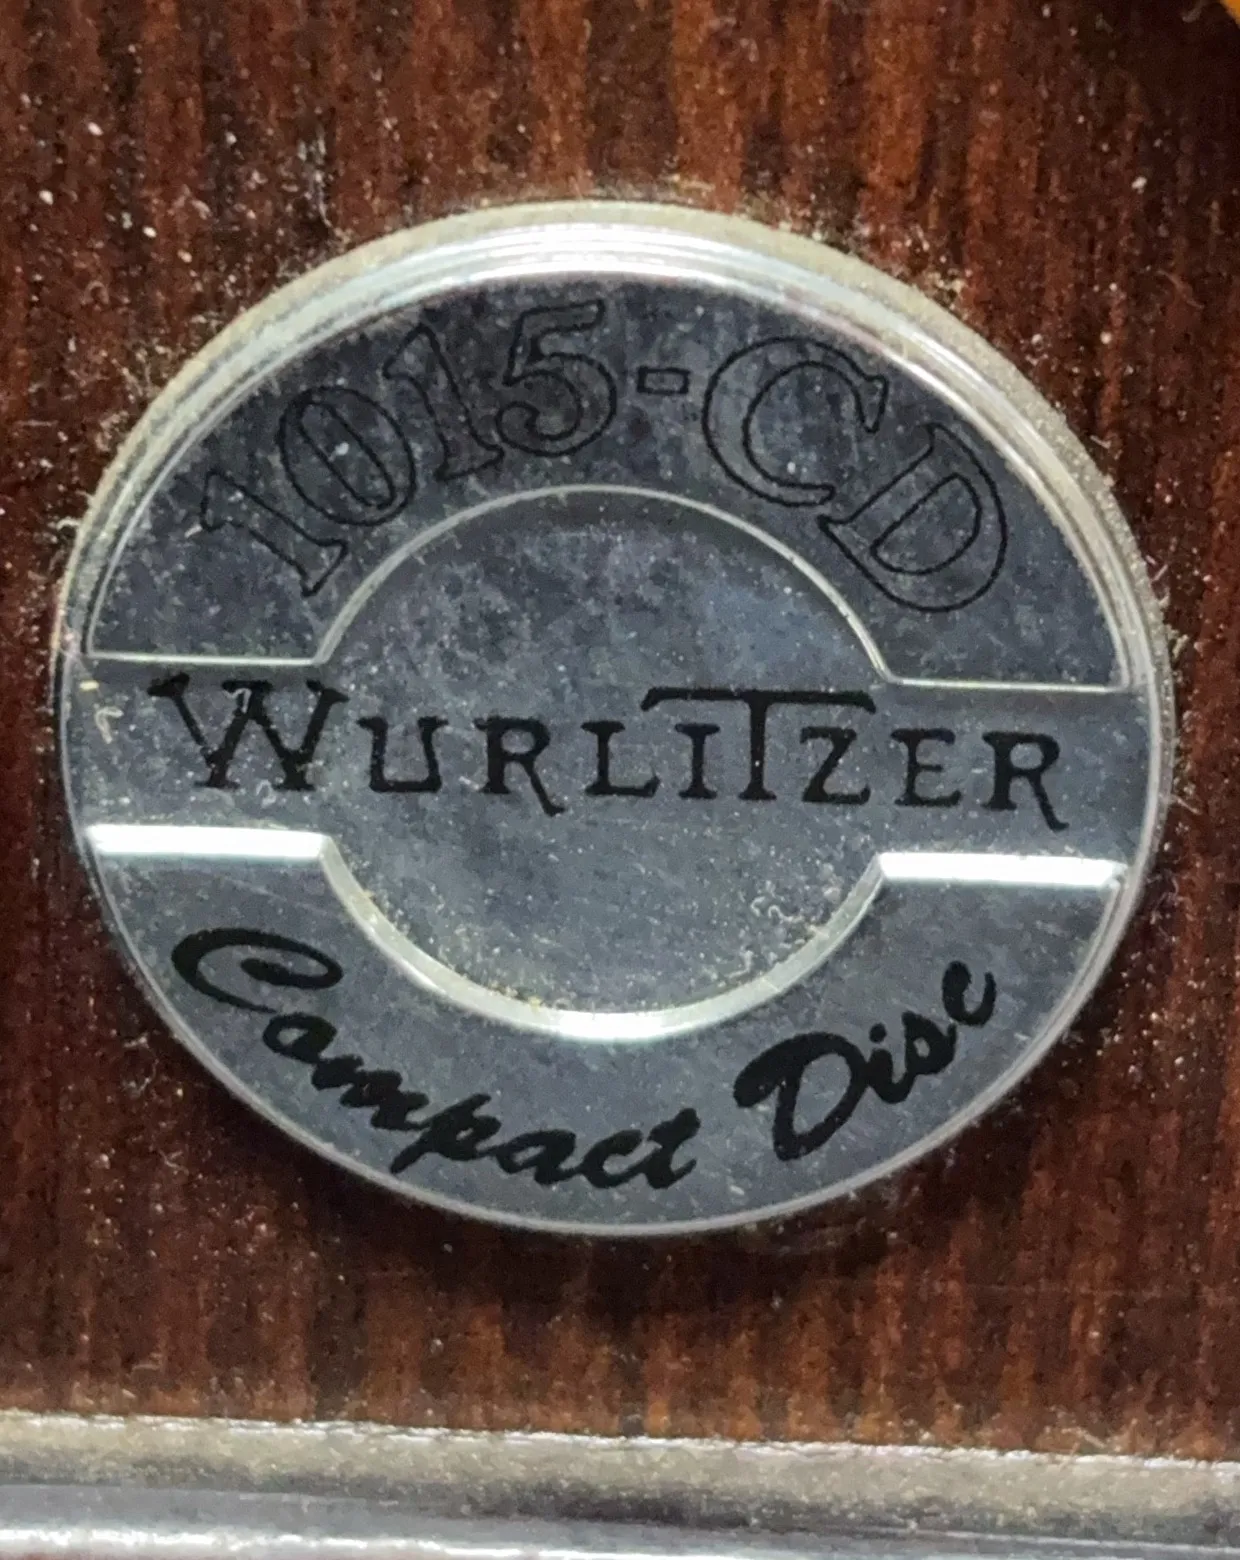 1015-CD
WURLITZER
Compact Disc